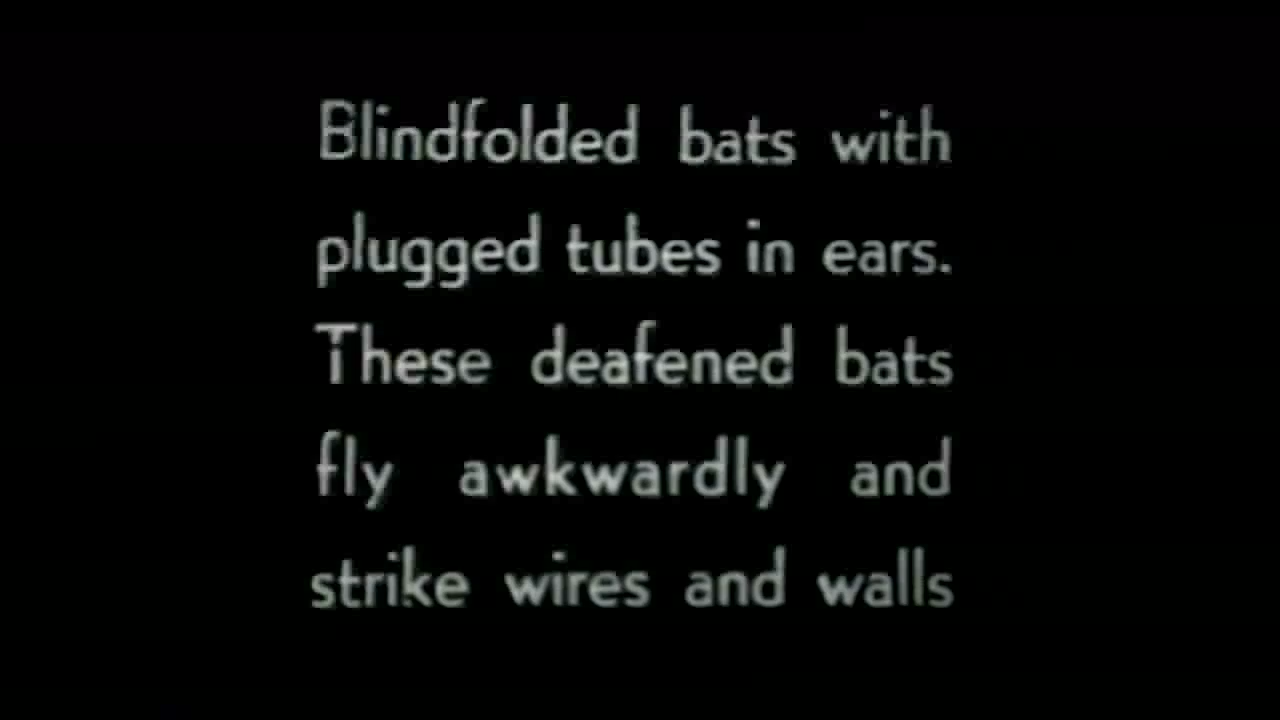 Blindfolded bats with
plugged tubes in ears.
These deafened bats
fly awkwardly and
strike wires and walls